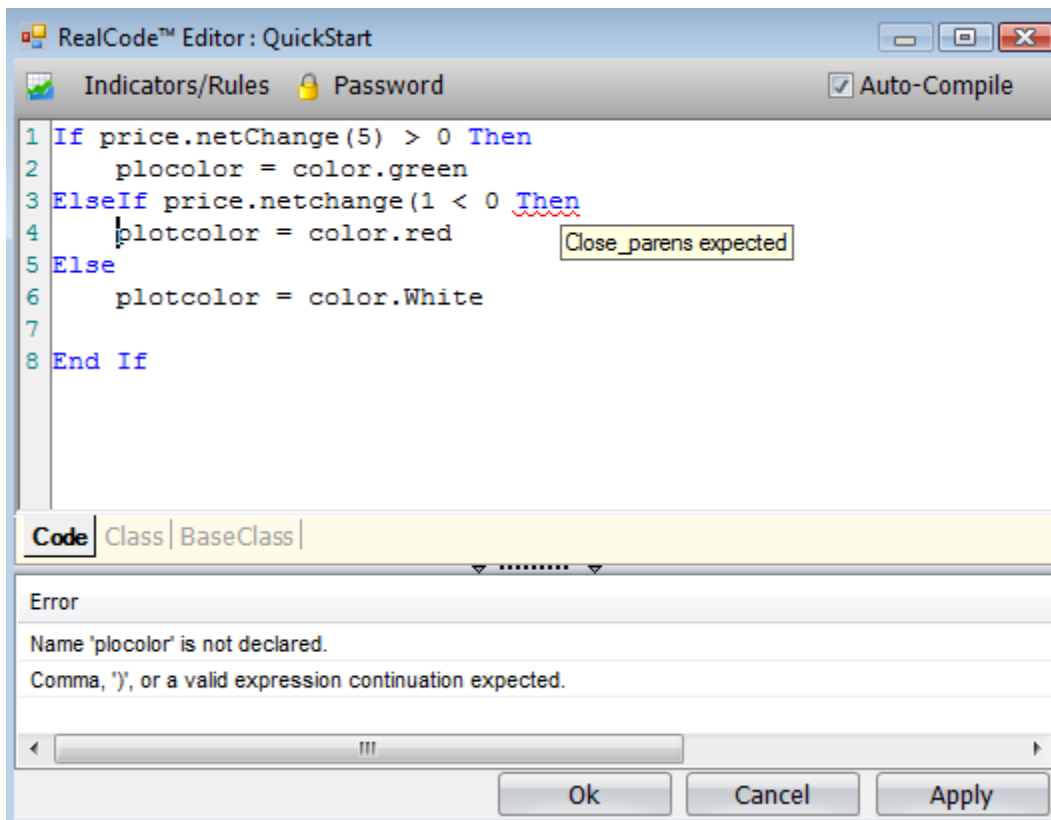 RealCode™ Editor : QuickStart
Indicators/Rules Password Auto-Compile
1 If price.netChange(5) > 0 Then
2 plocolor = color.green
3 ElseIf price.netchange(1 < 0 Then
4 plotcolor = color.red
Close_parens expected
5 Else
6 plotcolor = color.White
7
8 End If
Code Class BaseClass
Error
Name 'plocolor' is not declared.
Comma, ')', or a valid expression continuation expected.
Ok Cancel Apply